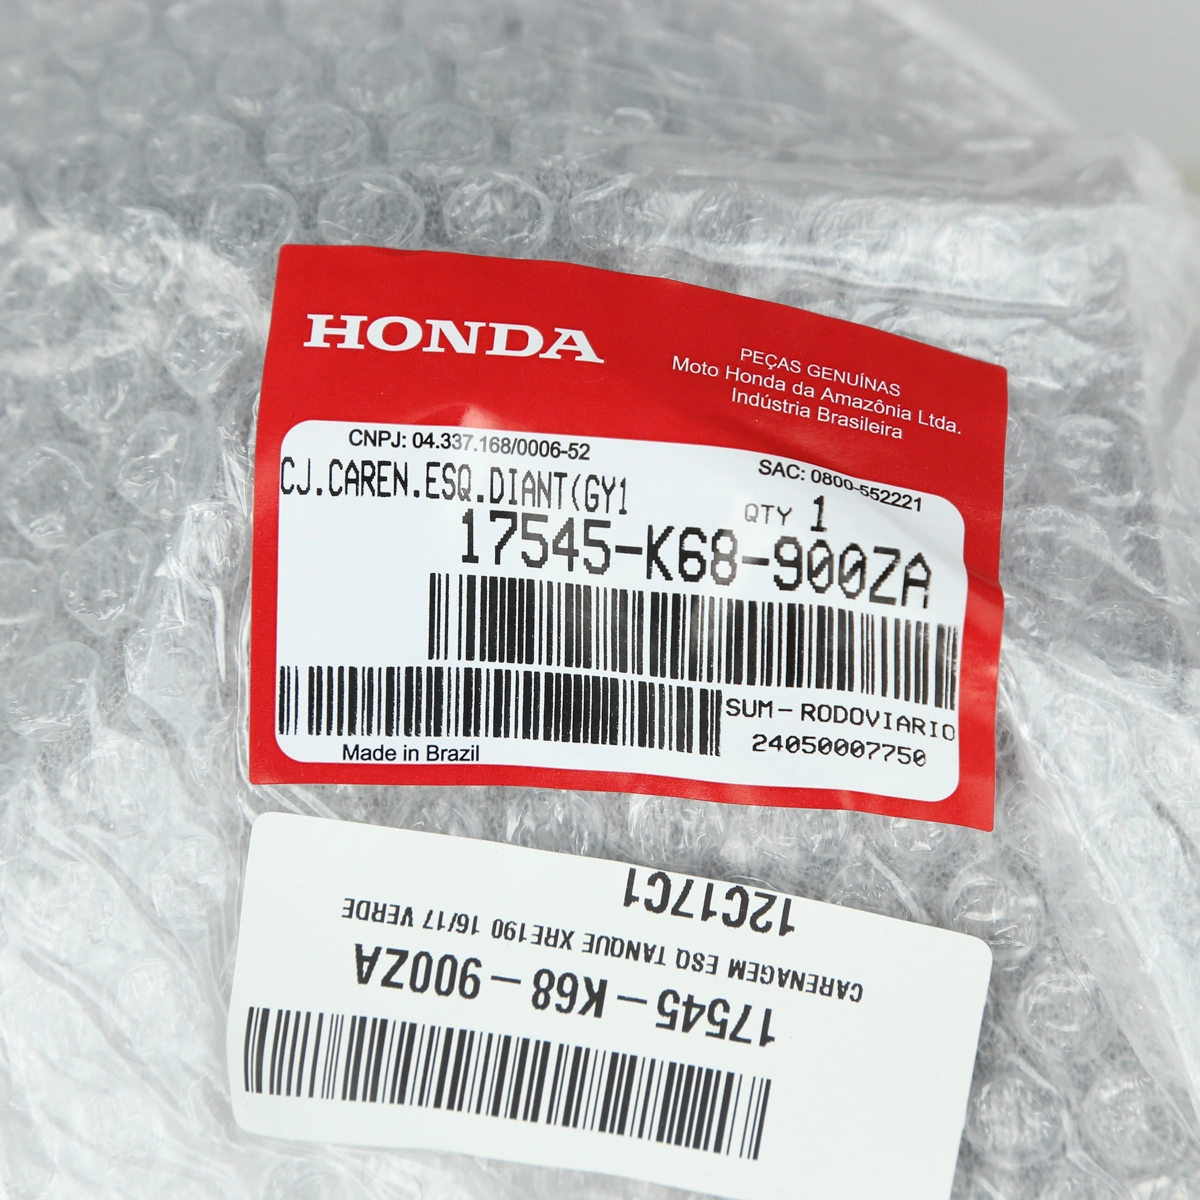 HONDA
PEÇAS GENUÍNAS
Moto Honda da Amazônia Ltda.
Indústria Brasileira
CNPJ: 04.337.168/0006-52
SAC: 0800-552221
CJ.CAREN.ESQ.DIANT(GY1
QTY 1
17545-K68-900ZA
SUM-RODOVIARIO
24050007750
Made in Brazil
17545-K68-900ZA
CARENAGEM ESQ TANQUE XRE190 16/17 VERDE
12C17C1